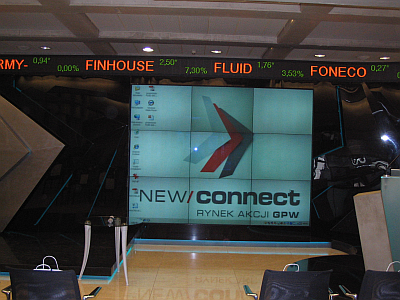 RMY- 0,94* 0,00% FINHOUSE 2,50* 7,30% FLUID 1,76* 3,53% FONECO 0,27*
NEW/connect
RYNEK AKCJI GPW